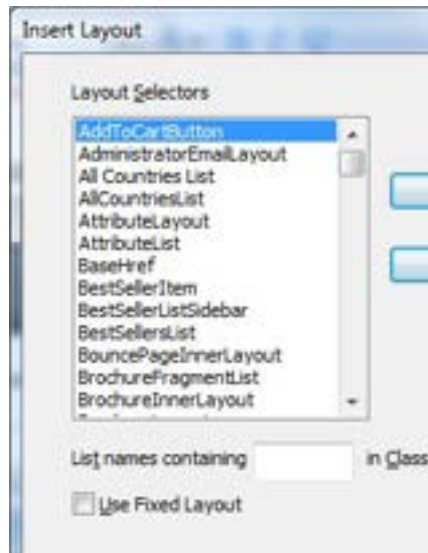 Insert Layout
Layout Selectors
AddToCartButton
AdministratorEmailLayout
All Countries List
AllCountriesList
AttributeLayout
AttributeList
BaseHref
BestSellerItem
BestSellerListSidebar
BestSellersList
BouncePageInnerLayout
BrochureFragmentList
BrochureInnerLayout
List names containing in Class
Use Fixed Layout